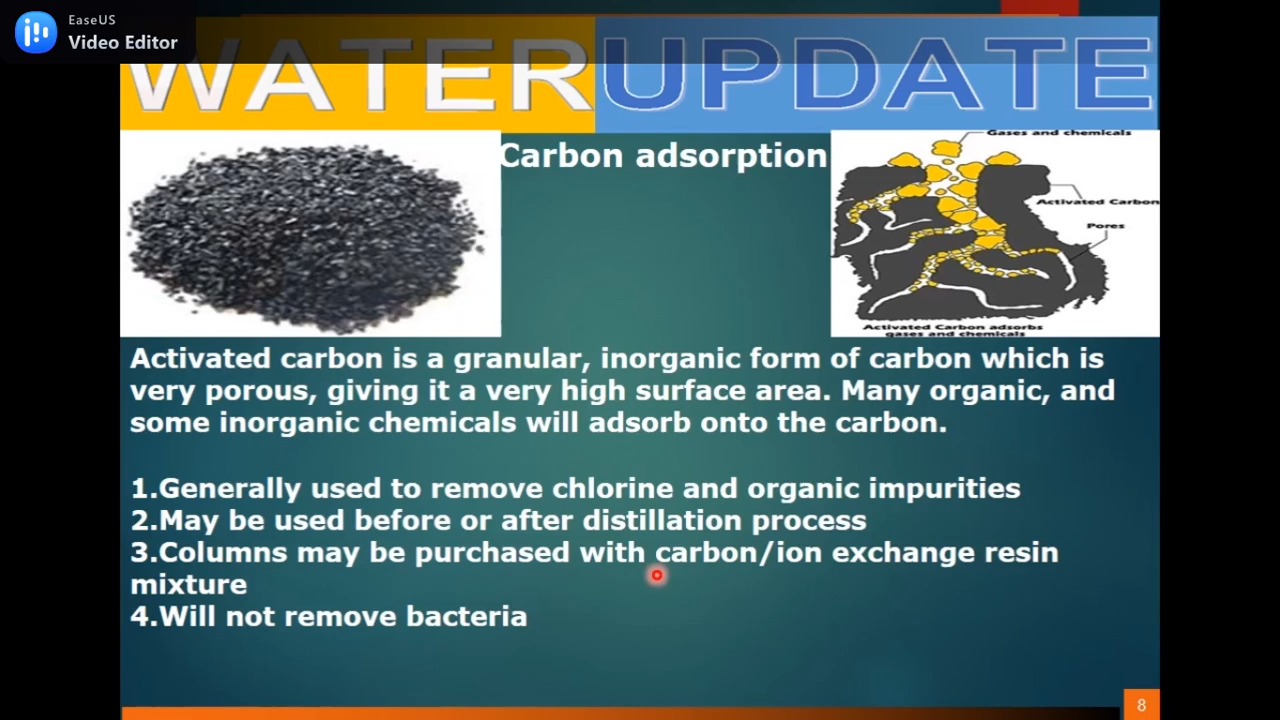 EaseUS
Video Editor
WATER UPDATE
Carbon adsorption
Gases and chemicals
Activated Carbon
Pores
Activated Carbon adsorbs
gases and chemicals
Activated carbon is a granular, inorganic form of carbon which is
very porous, giving it a very high surface area. Many organic, and
some inorganic chemicals will adsorb onto the carbon.
1.Generally used to remove chlorine and organic impurities
2.May be used before or after distillation process
3.Columns may be purchased with carbon/ion exchange resin
mixture
4.Will not remove bacteria
8